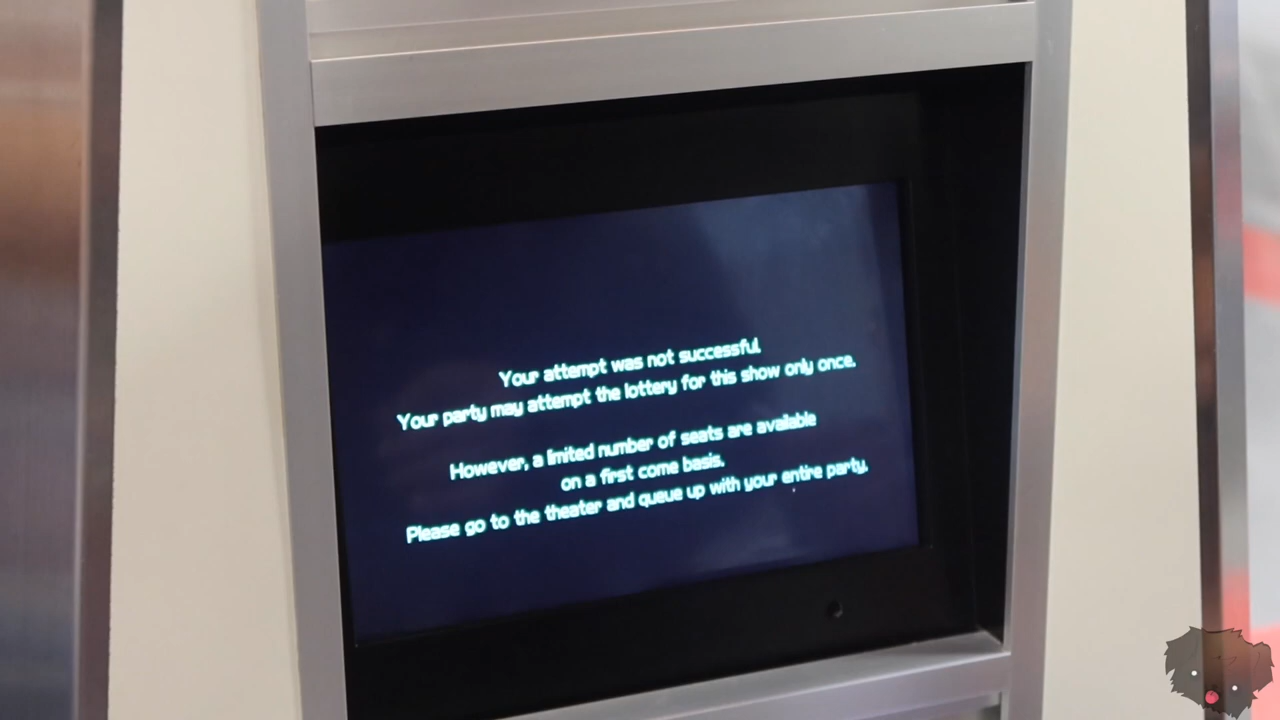 Your attempt was not successful.
Your party may attempt the lottery for this show only once.
However, a limited number of seats are available
on a first come basis.
Please go to the theater and queue up with your entire party.